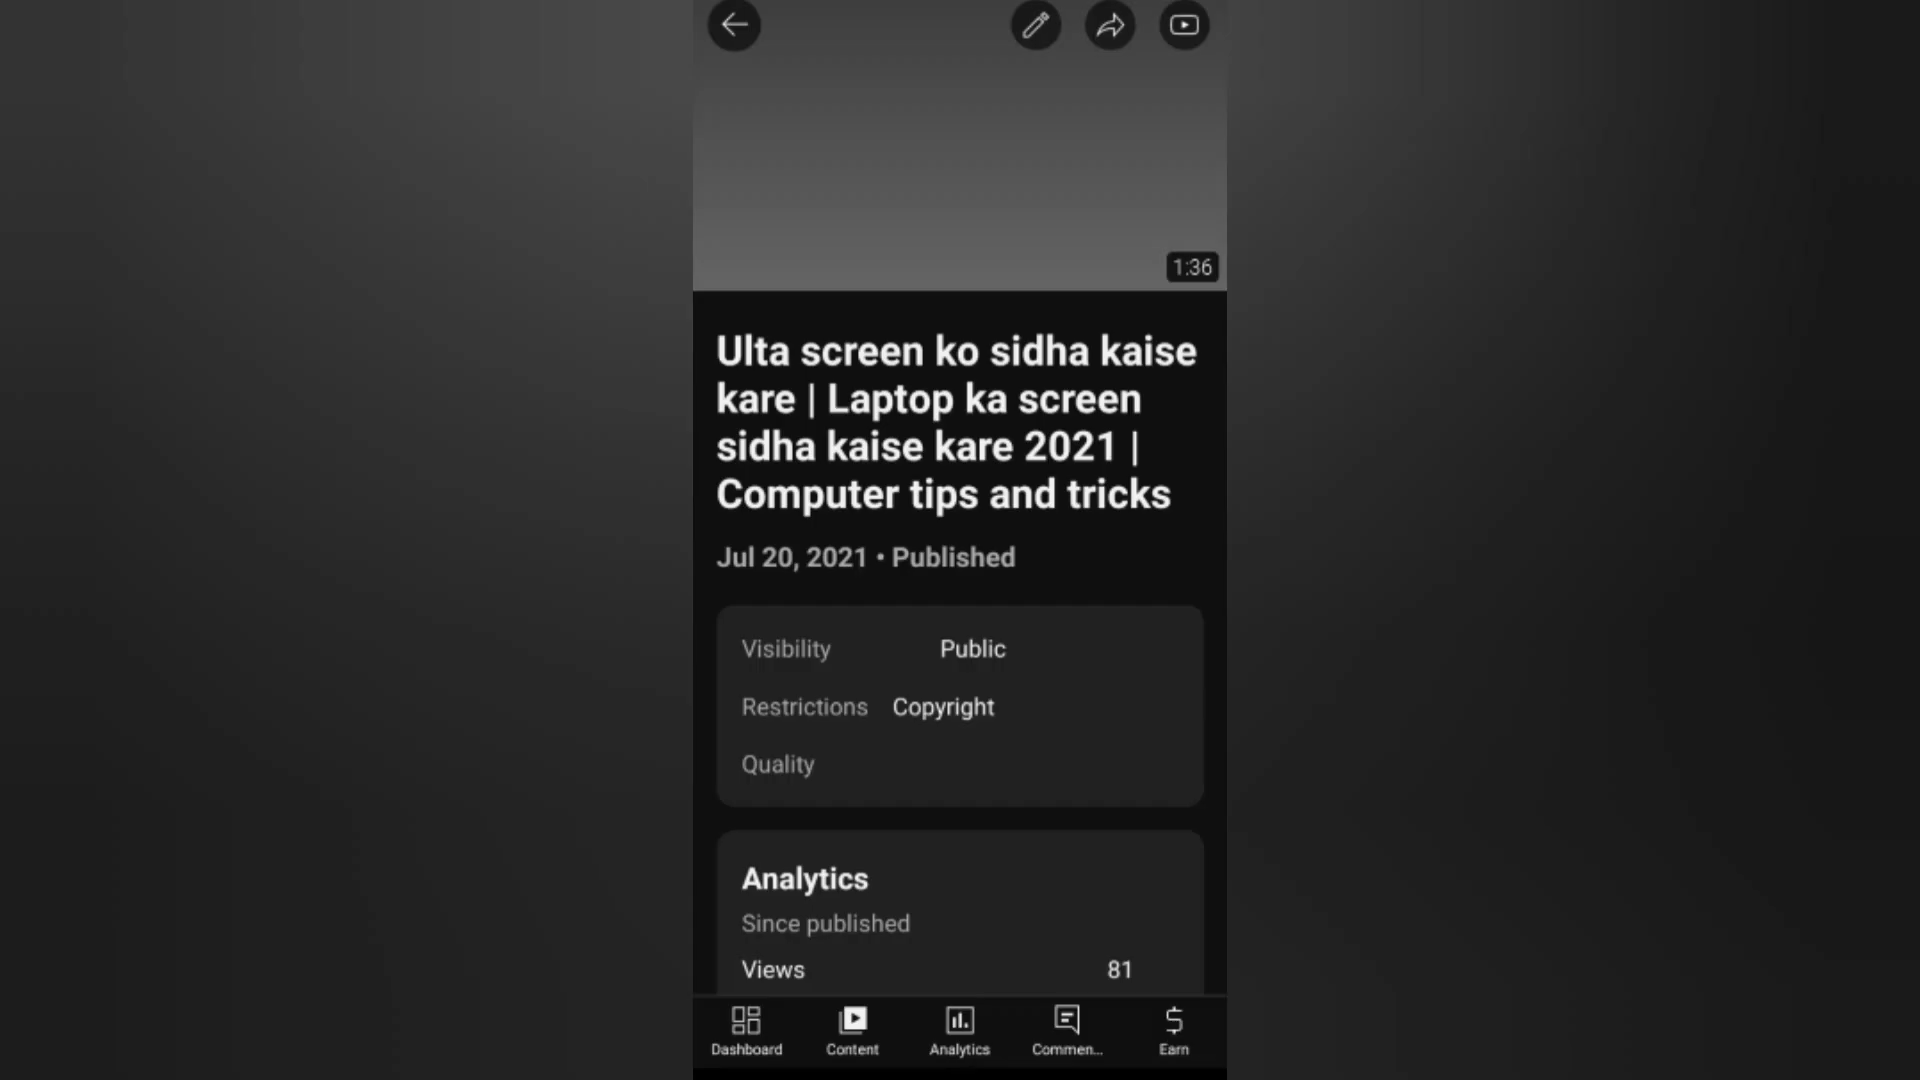 1:36
Ulta screen ko sidha kaise
kare | Laptop ka screen
sidha kaise kare 2021 |
Computer tips and tricks
Jul 20, 2021 • Published
Visibility Public
Restrictions Copyright
Quality
Analytics
Since published
Views 81
Dashboard Content Analytics Commen... Earn